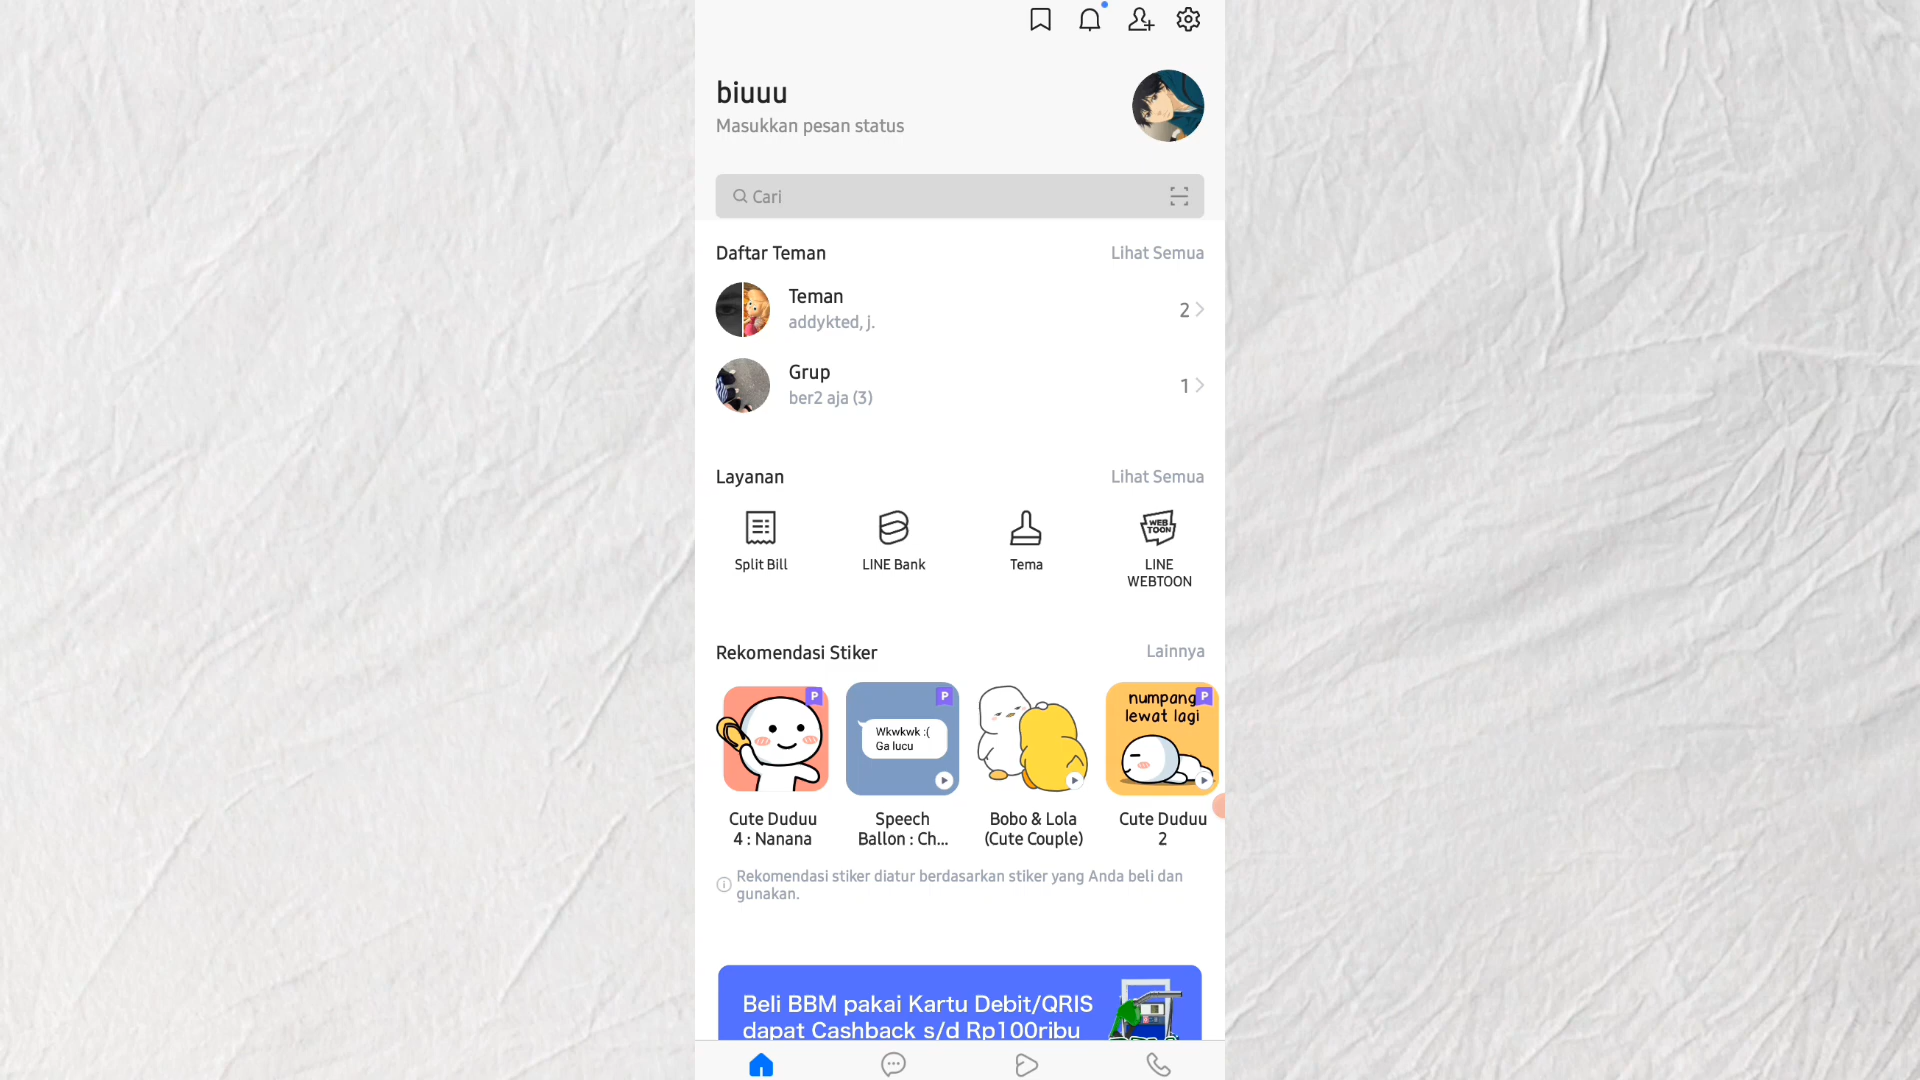 biuuu
Masukkan pesan status
Cari
Daftar Teman
Lihat Semua
Teman
addykted, j.
2
Grup
ber2 aja (3)
1
Layanan
Lihat Semua
Split Bill
LINE Bank
Tema
WEB
TOON
LINE
WEBTOON
Rekomendasi Stiker
Lainnya
P
P
Wkwkwk :(
Ga lucu
P
numpang
lewat lagi
Cute Duduu
4 : Nanana
Speech
Ballon : Ch...
Bobo & Lola
(Cute Couple)
Cute Duduu
2
Rekomendasi stiker diatur berdasarkan stiker yang Anda beli dan
gunakan.
Beli BBM pakai Kartu Debit/QRIS
dapat Cashback s/d Rp100ribu